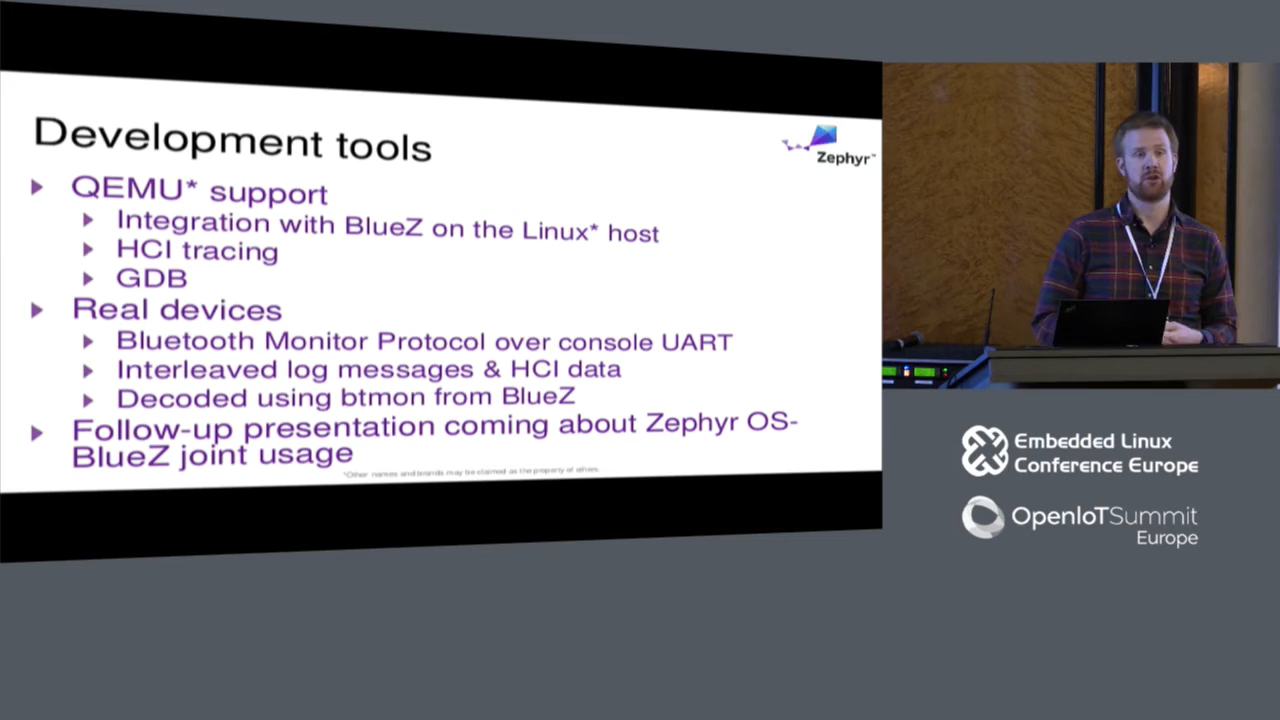 Development tools
Zephyr™
QEMU* support
Integration with BlueZ on the Linux* host
HCI tracing
GDB
Real devices
Bluetooth Monitor Protocol over console UART
Interleaved log messages & HCI data
Decoded using btmon from BlueZ
Follow-up presentation coming about Zephyr OS-
BlueZ joint usage
*Other names and brands may be claimed as the property of others.
Embedded Linux
Conference Europe
OpenIoTSummit
Europe